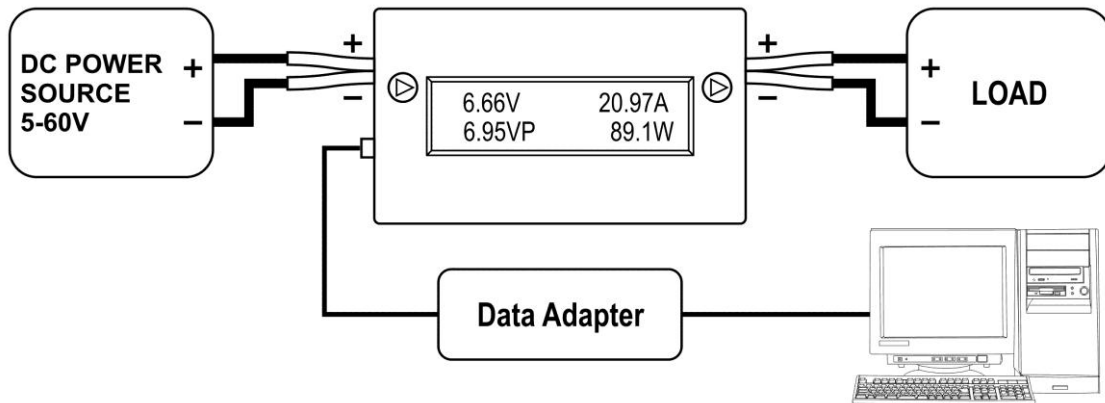 DC POWER
SOURCE
5-60V
+
−
+
−
6.66V 20.97A
6.95VP 89.1W
+
−
+
−
LOAD
Data Adapter